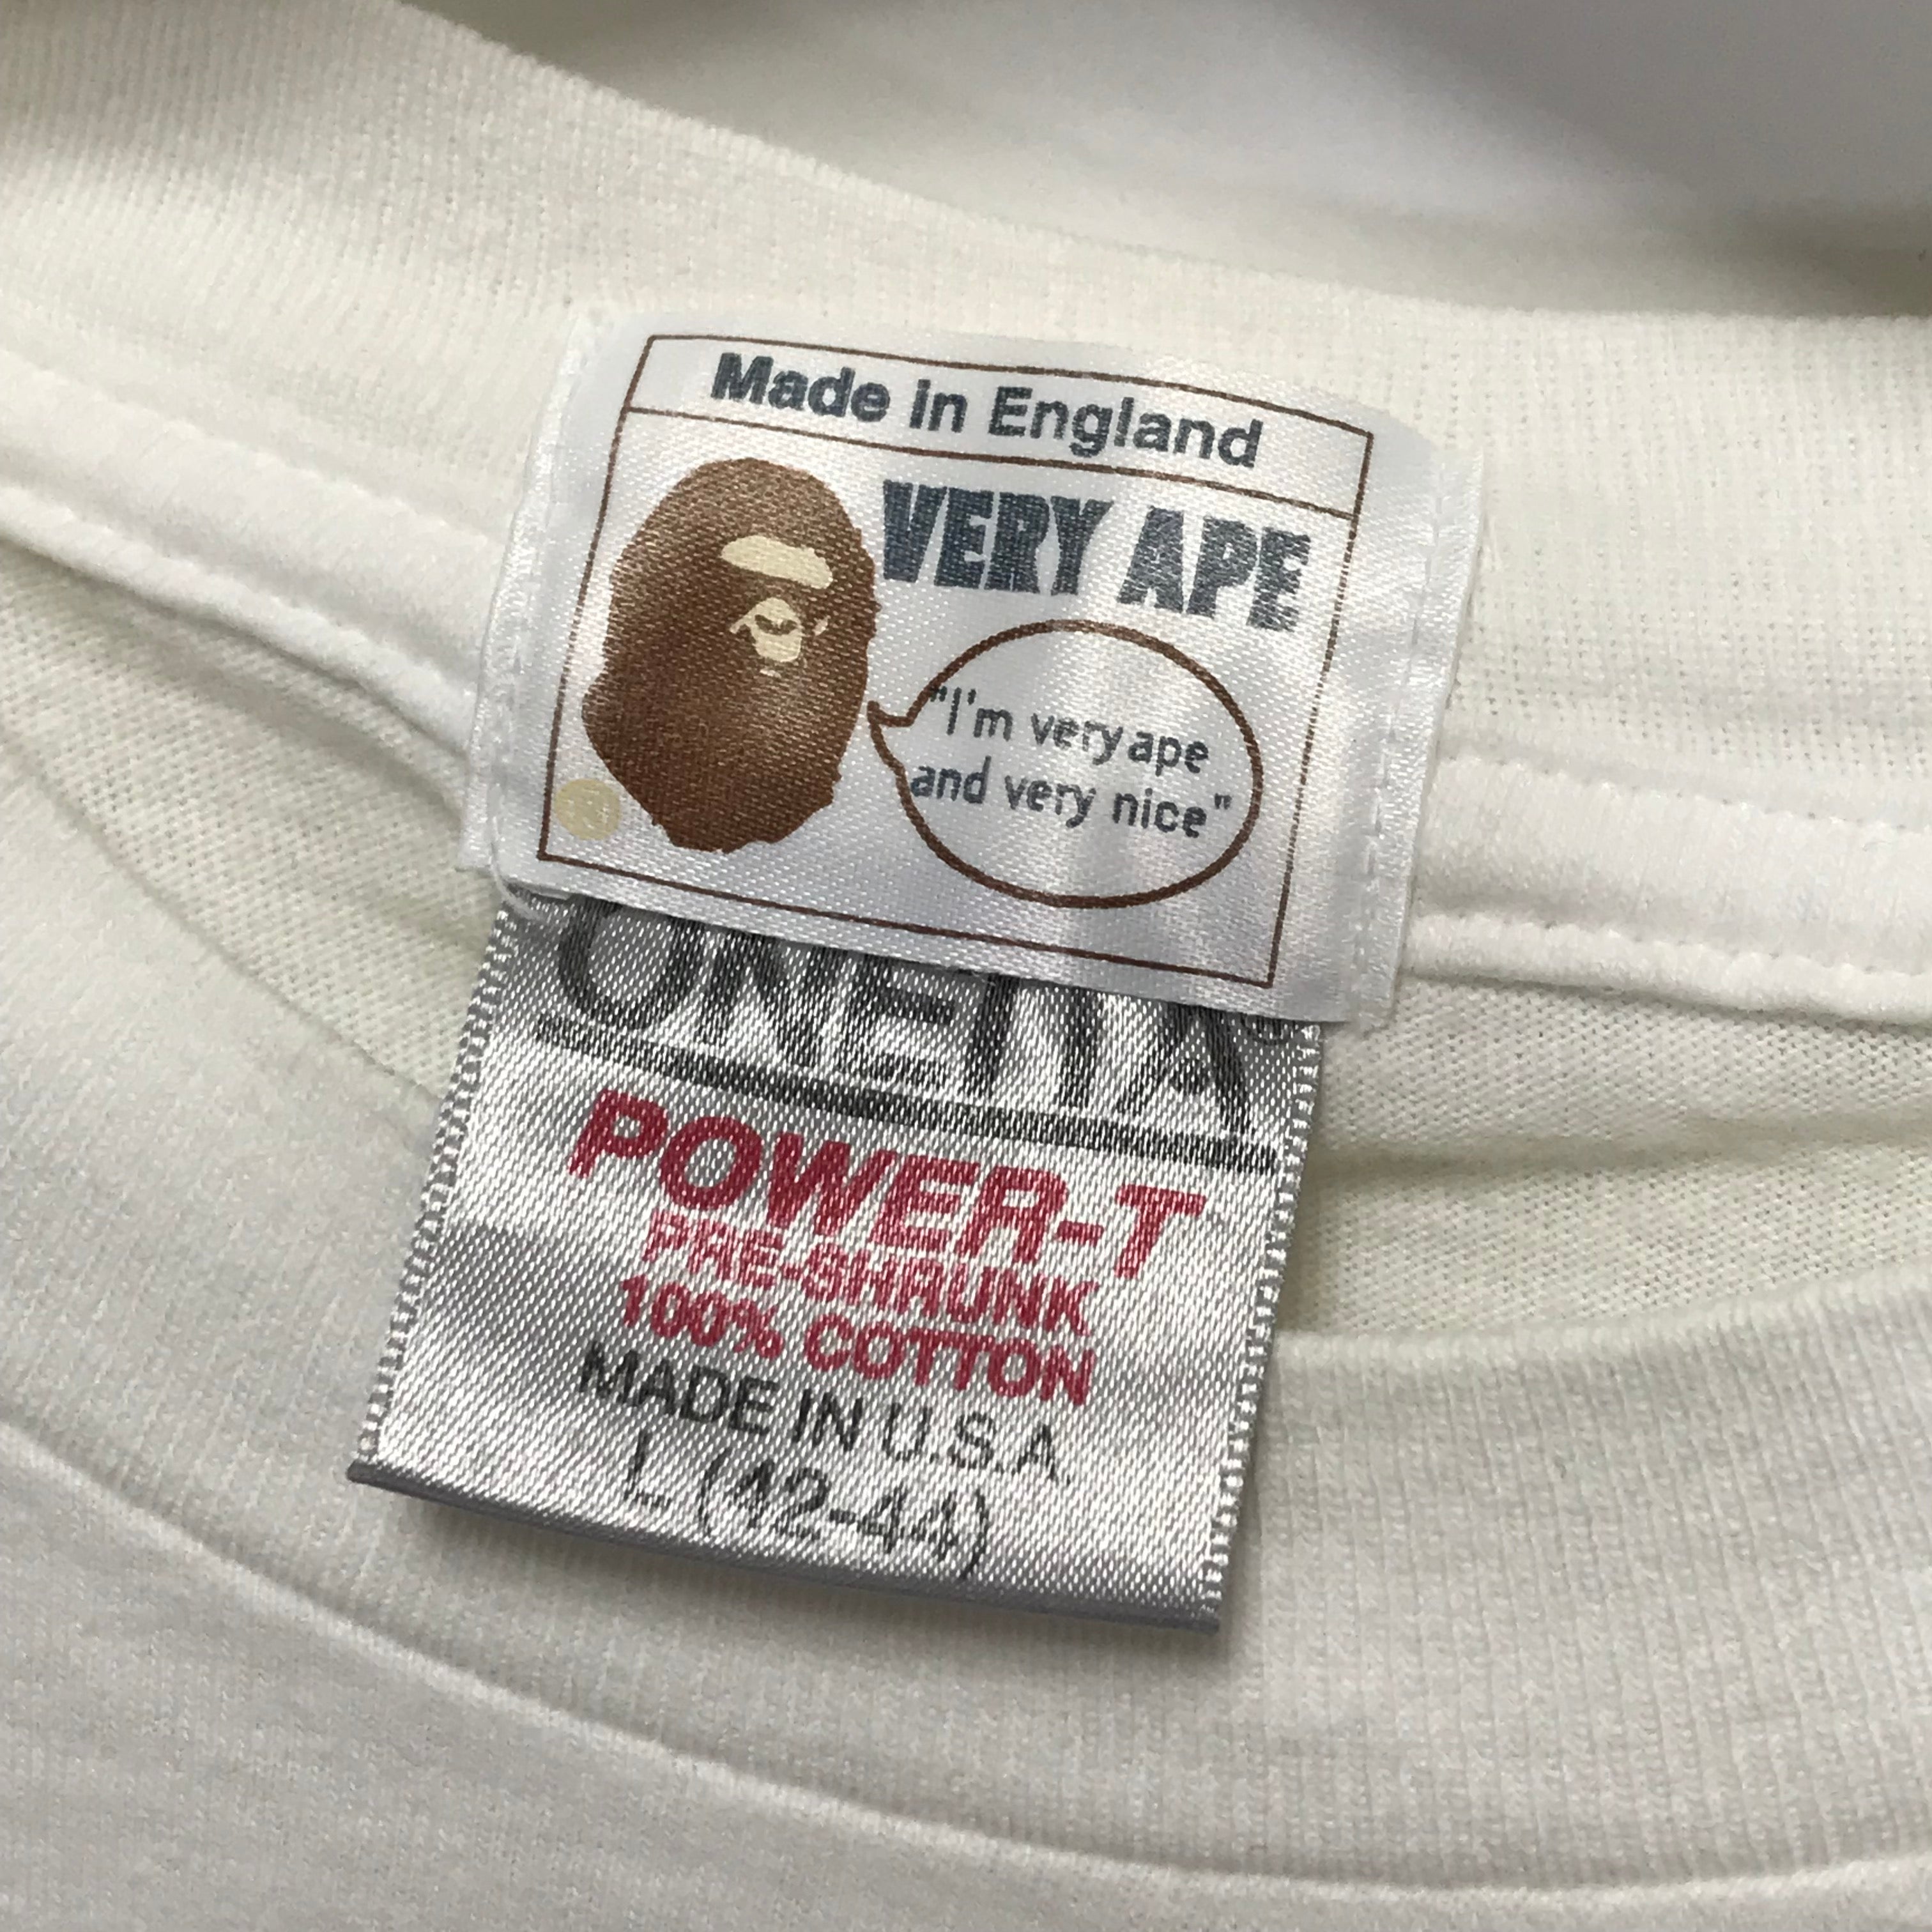 Made in England
VERY APE
"I'm very ape
and very nice"
ONEITA
POWER-T
PRE-SHRUNK
100% COTTON
MADE IN U.S.A.
L (42-44)